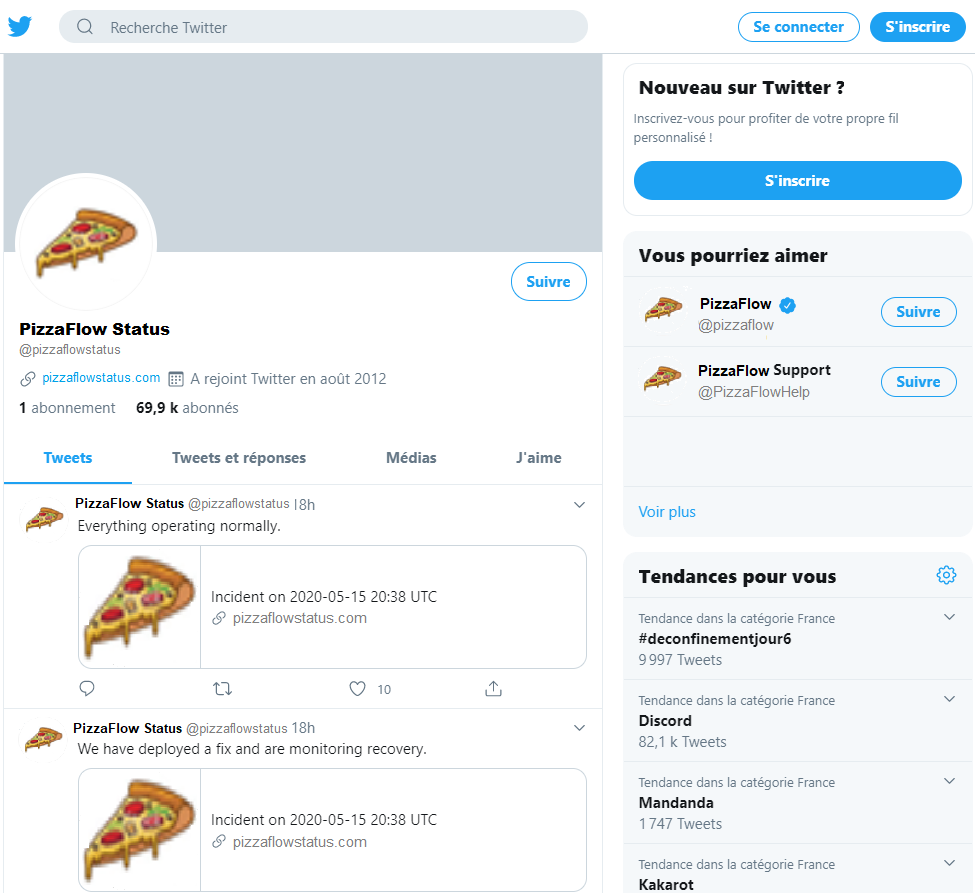 Recherche Twitter
Se connecter
S'inscrire
PizzaFlow Status
@pizzaflowstatus
Suivre
pizzaflowstatus.com A rejoint Twitter en août 2012
1 abonnement 69,9 k abonnés
Tweets Tweets et réponses Médias J'aime
PizzaFlow Status @pizzaflowstatus |8h
Everything operating normally.
Incident on 2020-05-15 20:38 UTC
pizzaflowstatus.com
10
PizzaFlow Status @pizzaflowstatus 18h
We have deployed a fix and are monitoring recovery.
Incident on 2020-05-15 20:38 UTC
pizzaflowstatus.com
Nouveau sur Twitter ?
Inscrivez-vous pour profiter de votre propre fil
personnalisé !
S'inscrire
Vous pourriez aimer
PizzaFlow
@pizzaflow
Suivre
PizzaFlow Support
@PizzaFlowHelp
Suivre
Voir plus
Tendances pour vous
Tendance dans la catégorie France
#deconfinementjour6
9 997 Tweets
Tendance dans la catégorie France
Discord
82,1 k Tweets
Tendance dans la catégorie France
Mandanda
1 747 Tweets
Tendance dans la catégorie France
Kakarot